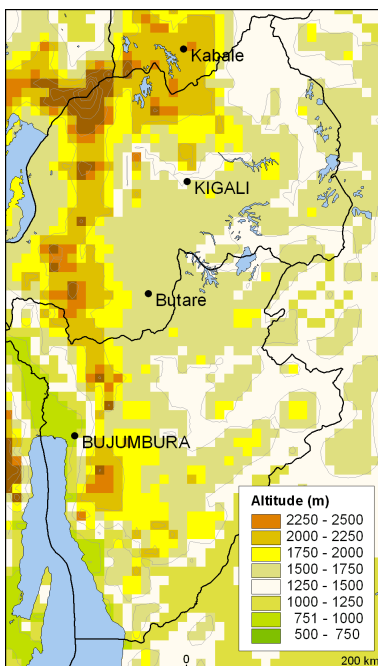 Kabale
KIGALI
Butare
BUJUMBURA
Altitude (m)
2250 - 2500
2000 - 2250
1750 - 2000
1500 - 1750
1250 - 1500
1000 - 1250
751 - 1000
500 - 750
0 200 km